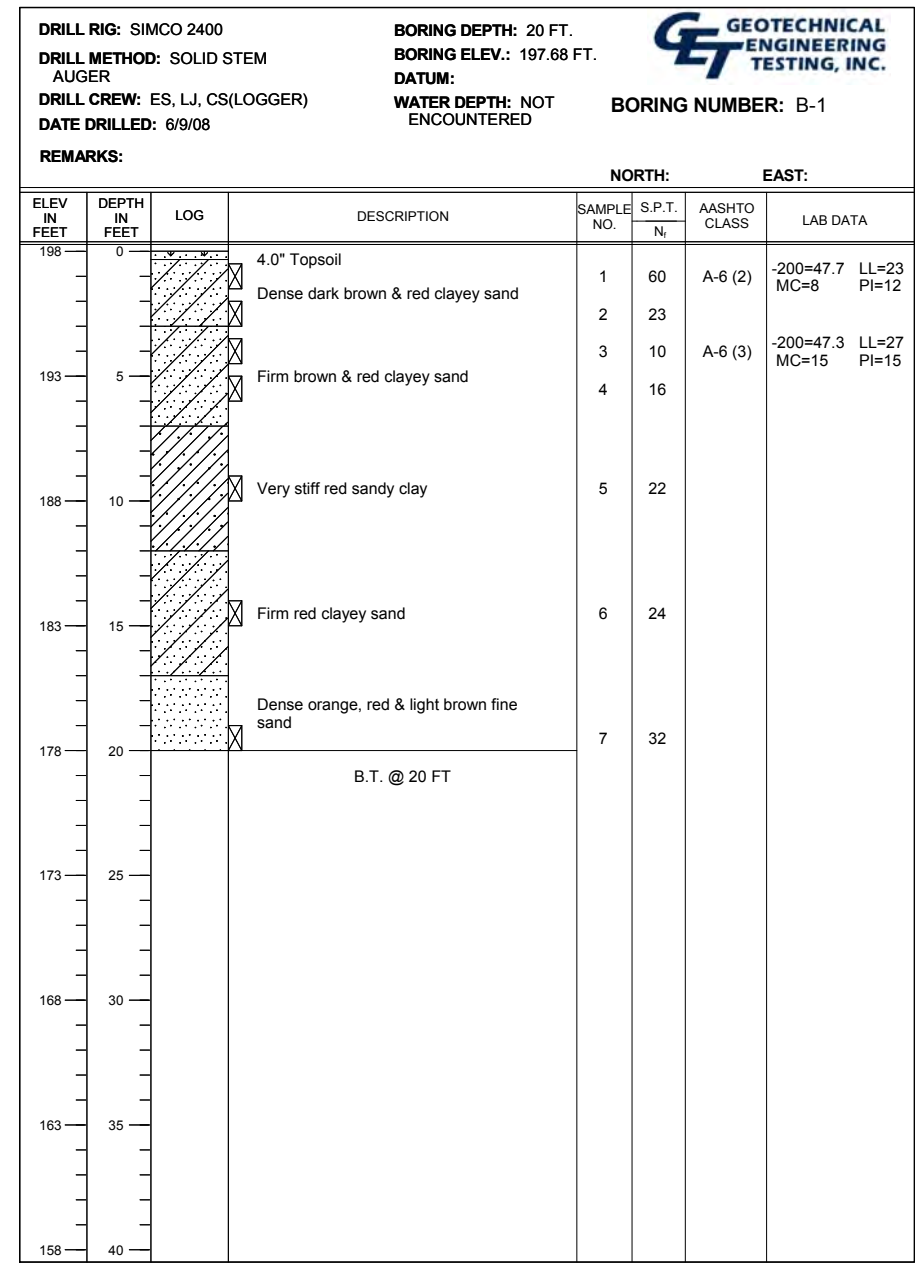 DRILL RIG: SIMCO 2400
DRILL METHOD: SOLID STEM
AUGER
DRILL CREW: ES, LJ, CS(LOGGER)
DATE DRILLED: 6/9/08
REMARKS:
BORING DEPTH: 20 FT.
BORING ELEV.: 197.68 FT.
DATUM:
WATER DEPTH: NOT
ENCOUNTERED
GET
GEOTECHNICAL
ENGINEERING
TESTING, INC.
BORING NUMBER: B-1
NORTH: EAST:
ELEV
IN
FEET
DEPTH
IN
FEET
LOG
DESCRIPTION
SAMPLE
NO.
S.P.T.
Nr
AASHTO
CLASS
LAB DATA
198 0
4.0" Topsoil
1 60 A-6 (2) -200=47.7 LL=23
MC=8 PI=12
Dense dark brown & red clayey sand
2 23
3 10 A-6 (3) -200=47.3 LL=27
MC=15 PI=15
193 5 Firm brown & red clayey sand
4 16
Very stiff red sandy clay 5 22
188 10
Firm red clayey sand 6 24
183 15
Dense orange, red & light brown fine
sand
7 32
178 20
B.T. @ 20 FT
173 25
168 30
163 35
158 40